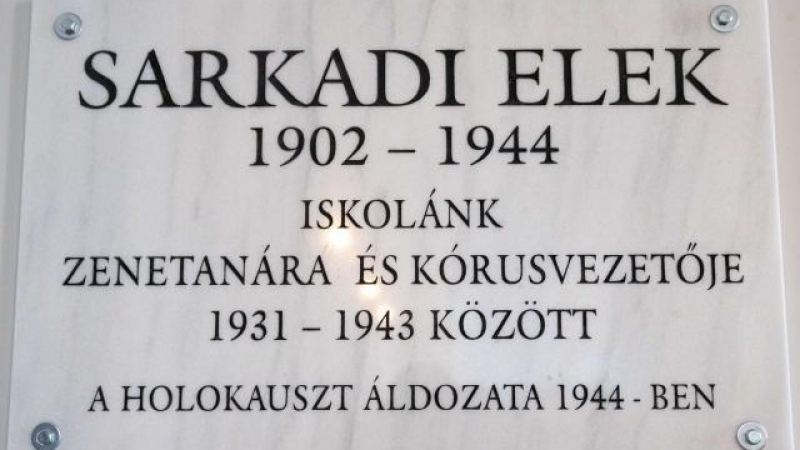 SARKADI ELEK
1902 – 1944
ISKOLÁNK
ZENETANÁRA ÉS KÓRUSVEZETŐJE
1931 – 1943 KÖZÖTT
A HOLOKAUSZT ÁLDOZATA 1944 - BEN